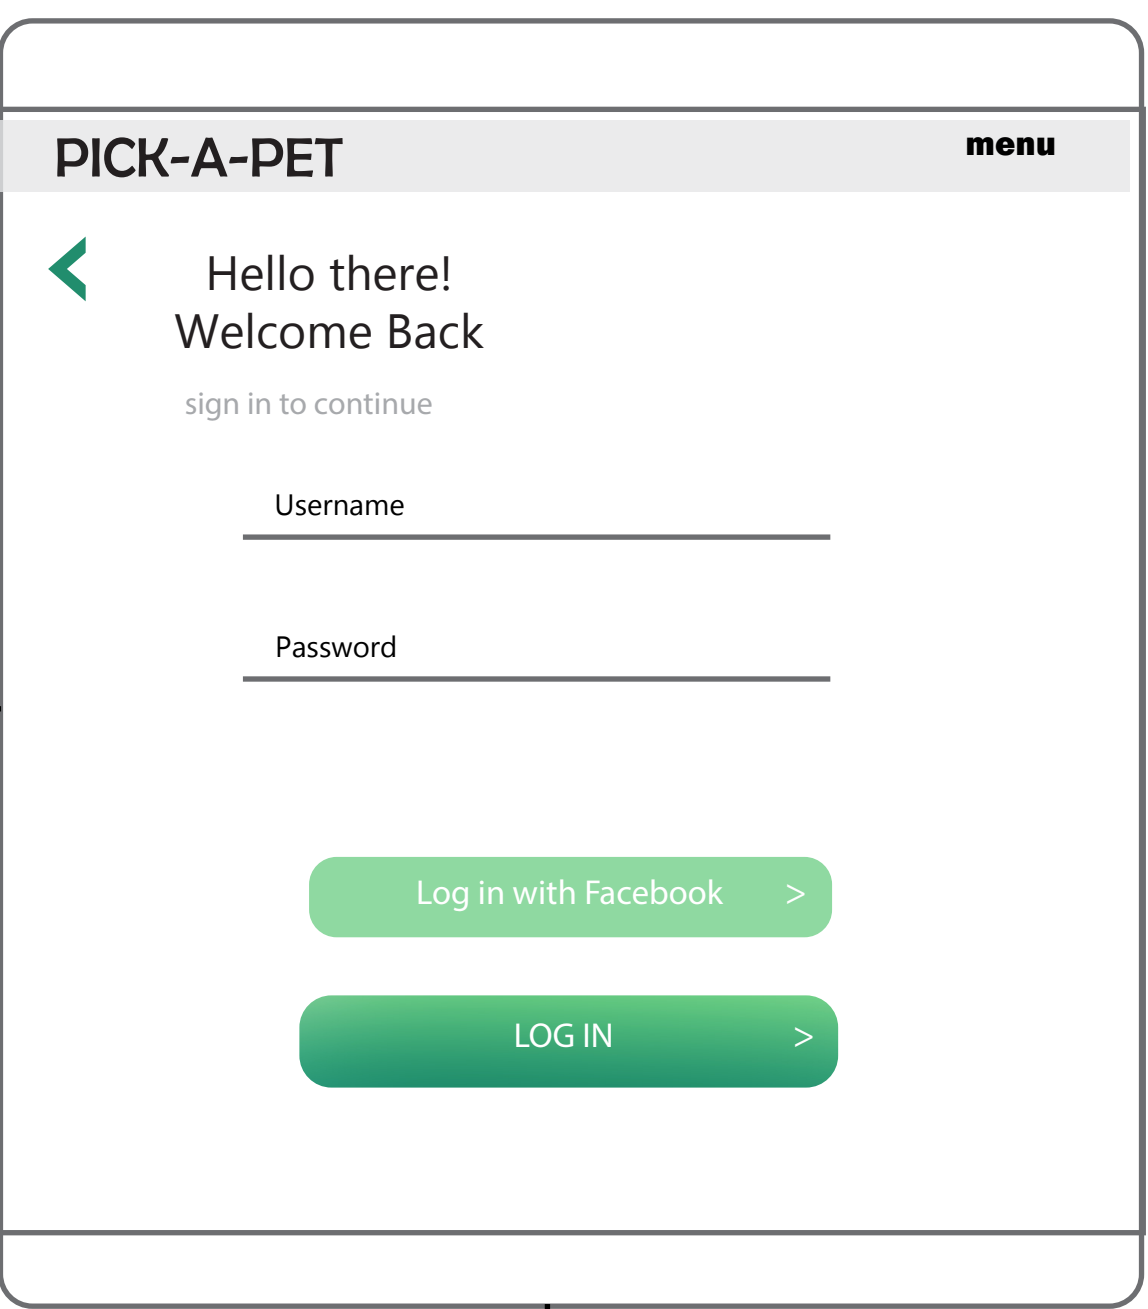 PICK-A-PET
menu
Hello there!
Welcome Back
sign in to continue
Username
Password
Log in with Facebook >
LOG IN >